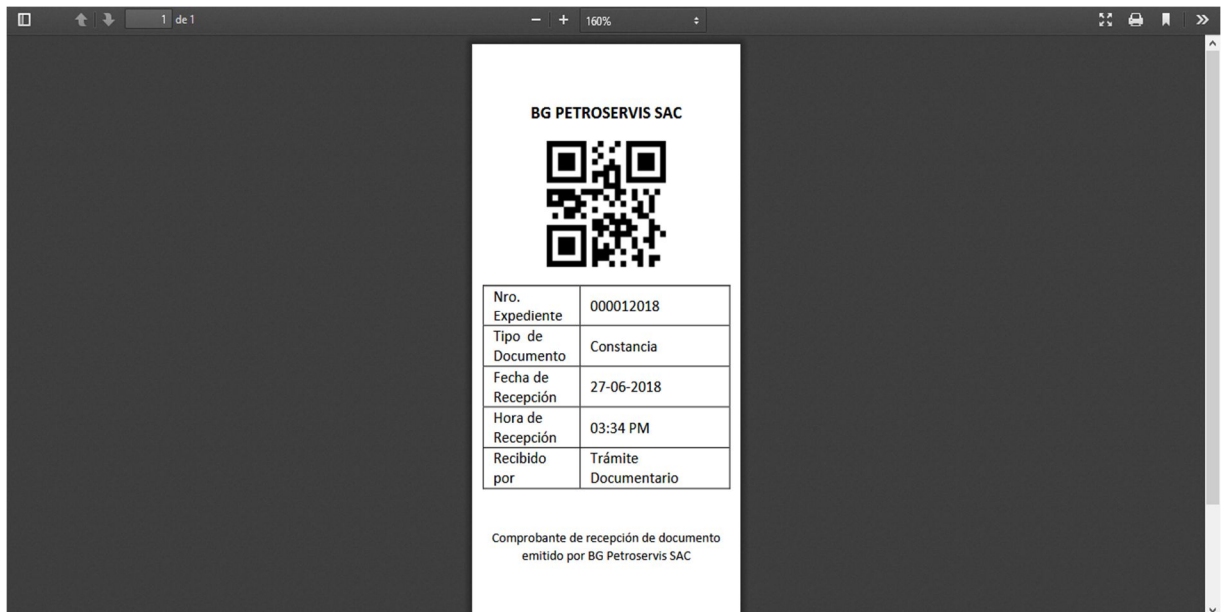 1 de 1
160%
BG PETROSERVIS SAC
Nro.
Expediente
000012018
Tipo de
Documento
Constancia
Fecha de
Recepción
27-06-2018
Hora de
Recepción
03:34 PM
Recibido
por
Trámite
Documentario
Comprobante de recepción de documento
emitido por BG Petroservis SAC